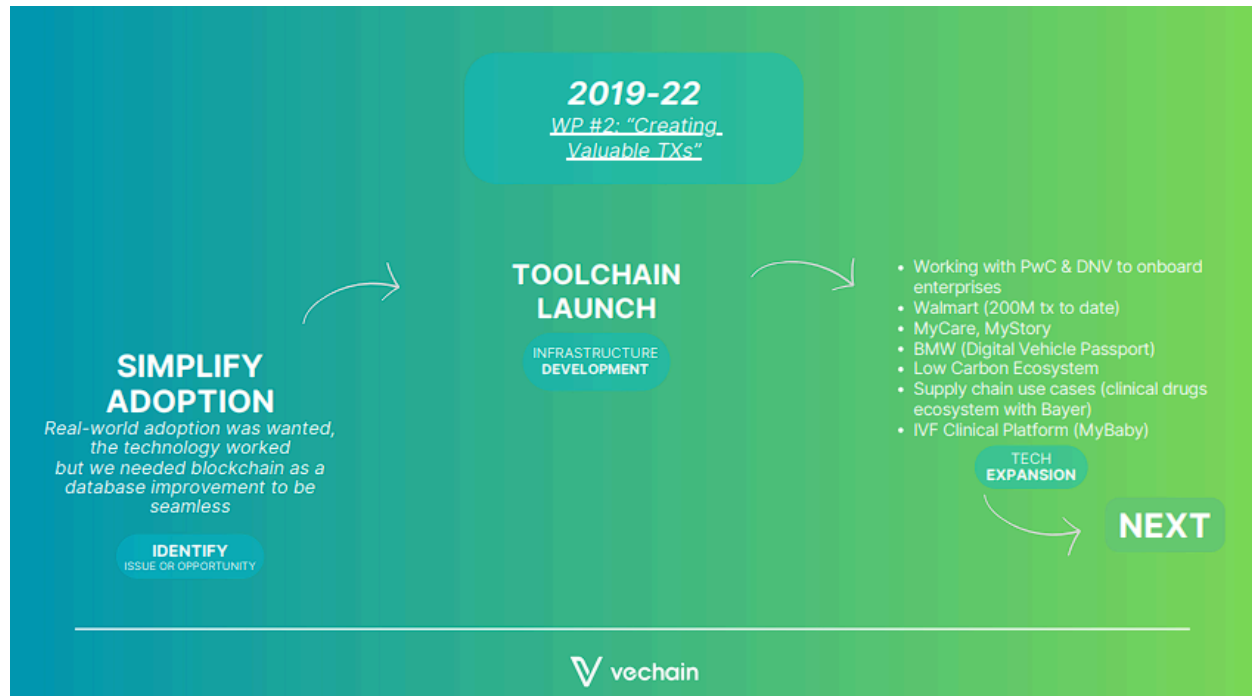 2019-22
WP #2: “Creating
Valuable TXs”
SIMPLIFY
ADOPTION
Real-world adoption was wanted,
the technology worked
but we needed blockchain as a
database improvement to be
seamless
IDENTIFY
ISSUE OR OPPORTUNITY
TOOLCHAIN
LAUNCH
INFRASTRUCTURE
DEVELOPMENT
• Working with PwC & DNV to onboard
enterprises
• Walmart (200M tx to date)
• MyCare, MyStory
• BMW (Digital Vehicle Passport)
• Low Carbon Ecosystem
• Supply chain use cases (clinical drugs
ecosystem with Bayer)
• IVF Clinical Platform (MyBaby)
TECH
EXPANSION
NEXT
vechain